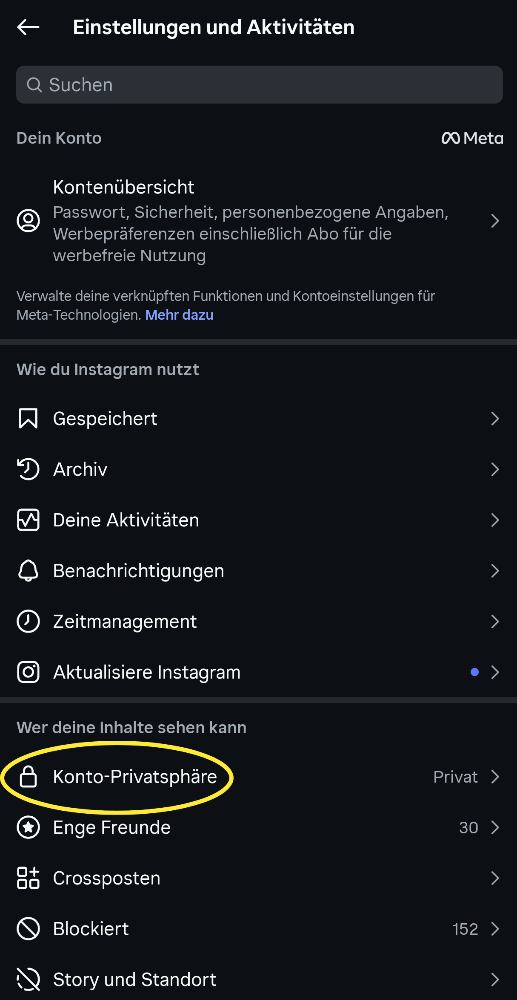 Einstellungen und Aktivitäten
Suchen
Dein Konto
Meta
Kontenübersicht
Passwort, Sicherheit, personenbezogene Angaben,
Werbepräferenzen einschließlich Abo für die
werbefreie Nutzung
Verwalte deine verknüpften Funktionen und Kontoeinstellungen für
Meta-Technologien. Mehr dazu
Wie du Instagram nutzt
Gespeichert
Archiv
Deine Aktivitäten
Benachrichtigungen
Zeitmanagement
Aktualisiere Instagram
Wer deine Inhalte sehen kann
Konto-Privatsphäre Privat
Enge Freunde 30
Crossposten
Blockiert 152
Story und Standort